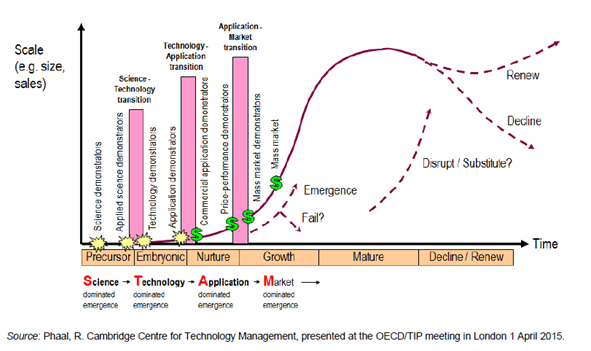 Scale
(e.g. size,
sales)
Science -
Technology
transition
Technology-
Application
transition
Application -
Market
transition
Science demonstrators
Applied science demonstrators
Technology demonstrators
Application demonstrators
Commercial application demonstrators
Price-performance demonstrators
Mass market demonstrators
Mass market
$
$
$
$
Emergence
Fail?
Disrupt / Substitute?
Renew
Decline
Time
Precursor
Embryonic
Nurture
Growth
Mature
Decline / Renew
Science
dominated
emergence
Technology
dominated
emergence
Application
dominated
emergence
Market
dominated
emergence
Source: Phaal, R. Cambridge Centre for Technology Management, presented at the OECD/TIP meeting in London 1 April 2015.